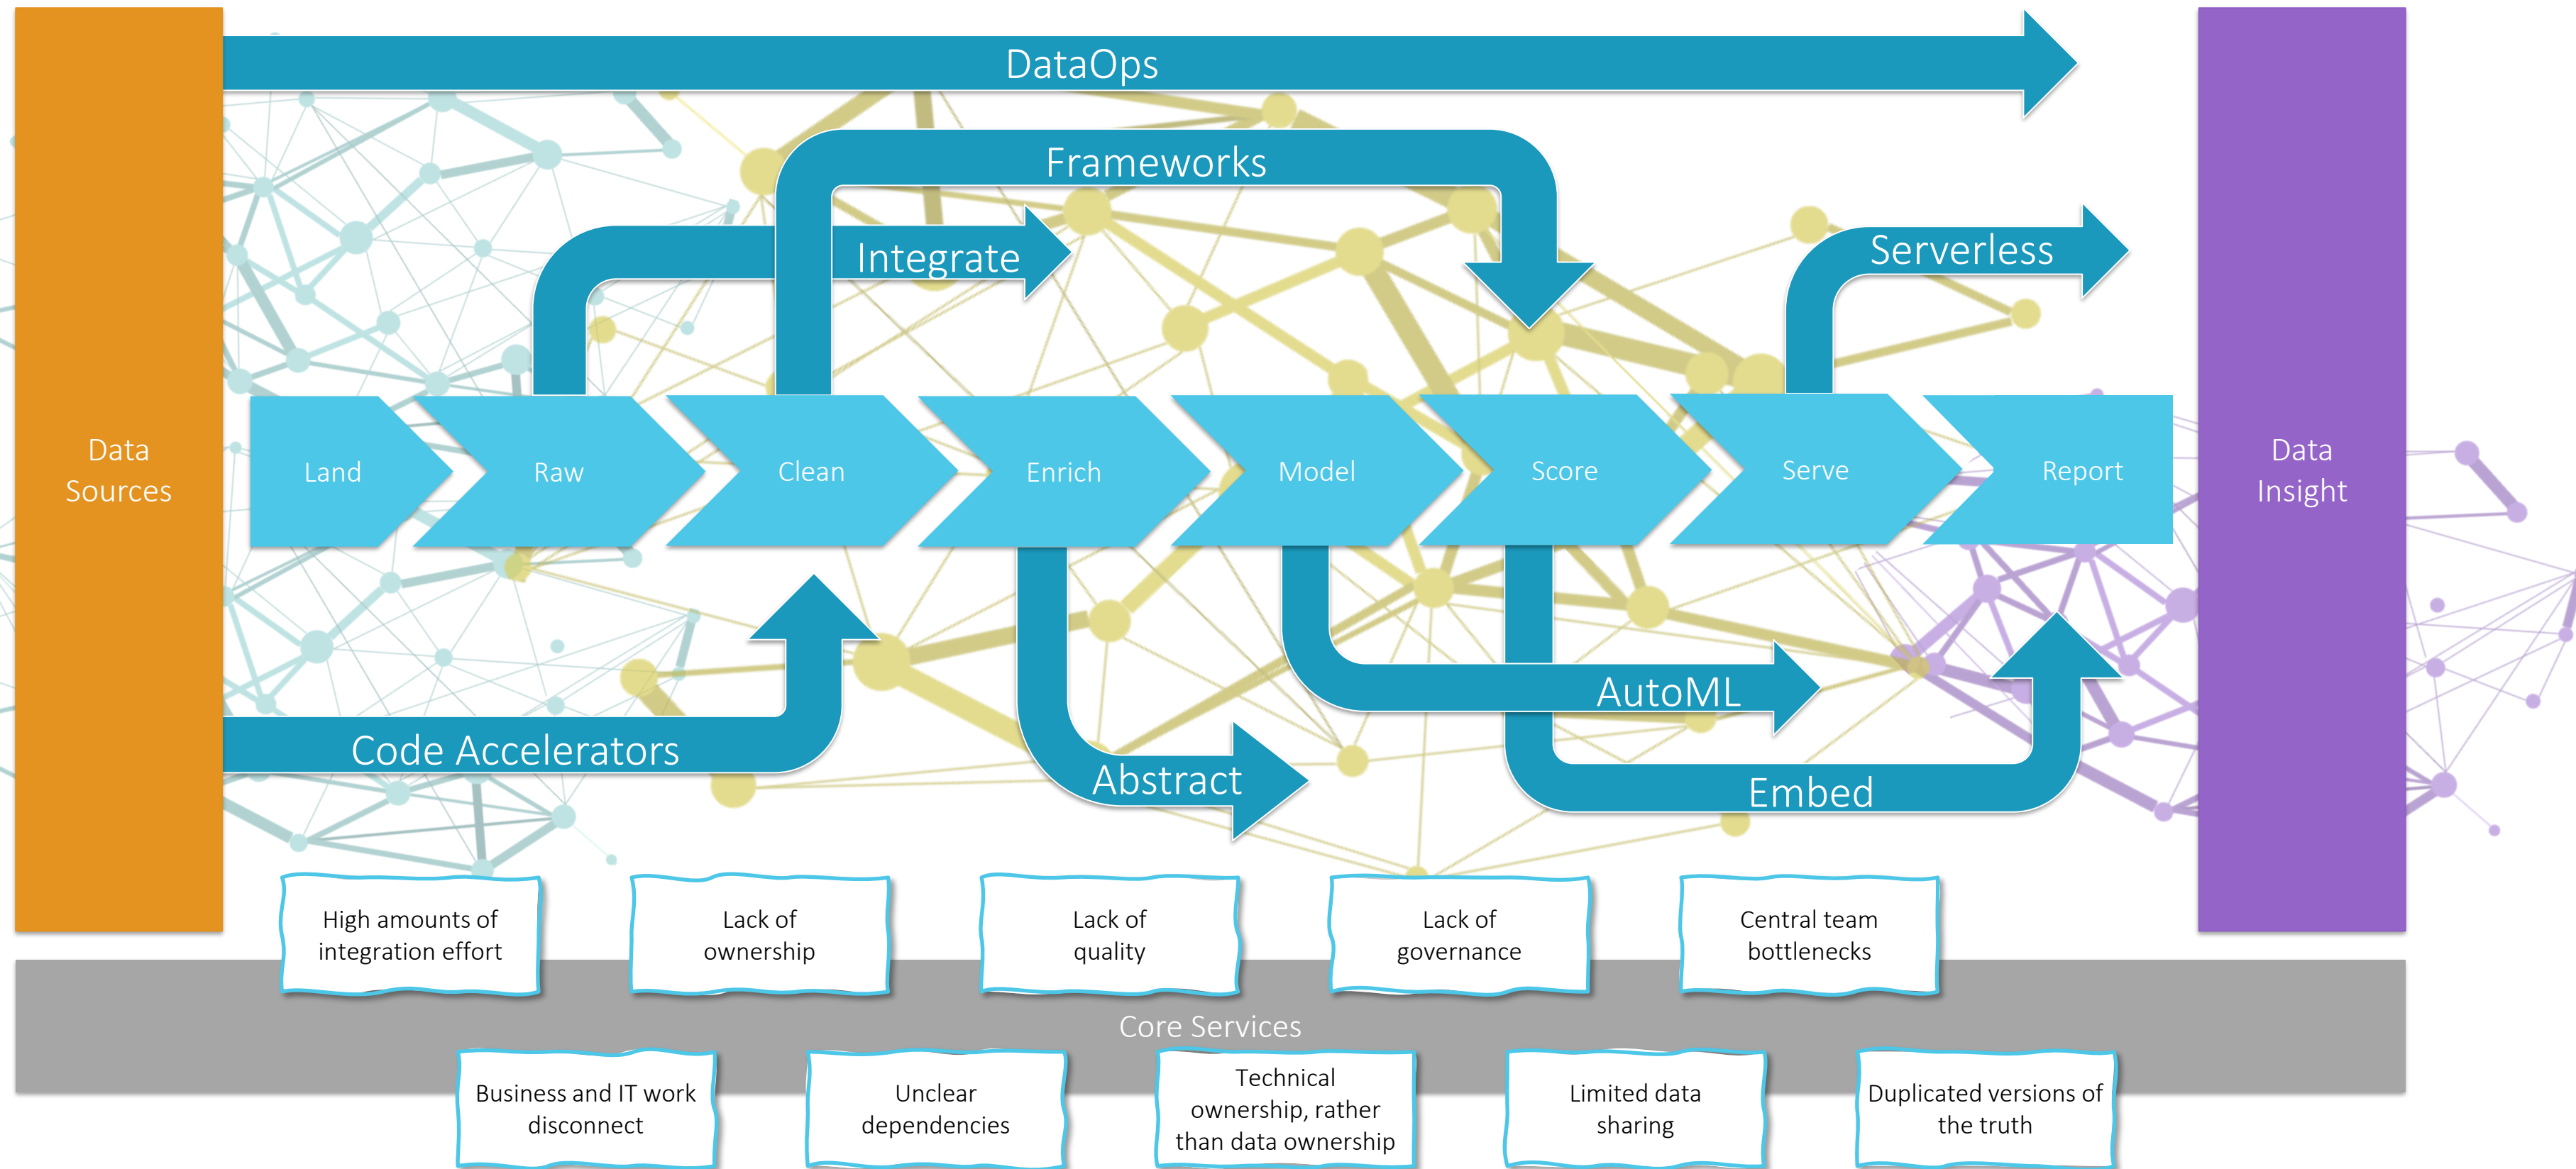 DataOps
Frameworks
Integrate
Serverless
Data
Sources
Land
Raw
Clean
Enrich
Model
Score
Serve
Report
Data
Insight
Code Accelerators
Abstract
AutoML
Embed
High amounts of
integration effort
Lack of
ownership
Lack of
quality
Lack of
governance
Central team
bottlenecks
Core Services
Business and IT work
disconnect
Unclear
dependencies
Technical
ownership, rather
than data ownership
Limited data
sharing
Duplicated versions of
the truth